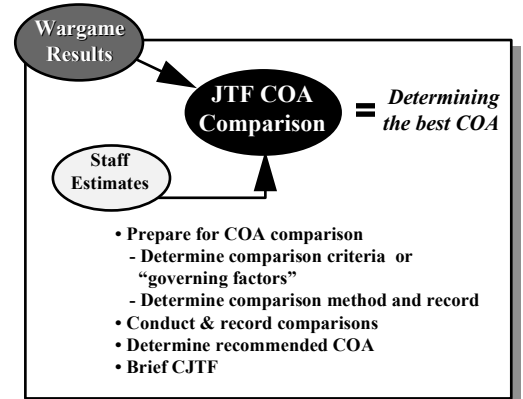 Wargame
Results
JTF COA
Comparison
= Determining
the best COA
Staff
Estimates
• Prepare for COA comparison
- Determine comparison criteria or
“governing factors”
- Determine comparison method and record
• Conduct & record comparisons
• Determine recommended COA
• Brief CJTF